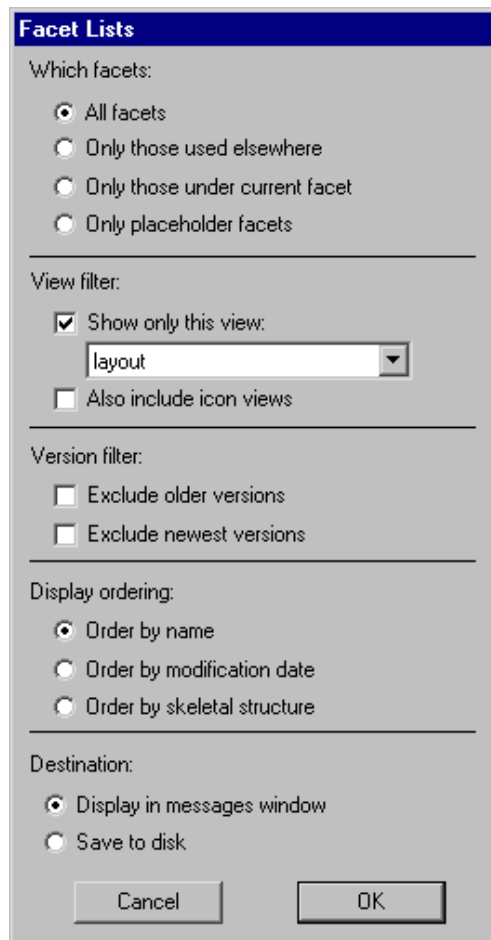 Facet Lists
Which facets:
All facets
Only those used elsewhere
Only those under current facet
Only placeholder facets
View filter:
Show only this view:
layout
Also include icon views
Version filter:
Exclude older versions
Exclude newest versions
Display ordering:
Order by name
Order by modification date
Order by skeletal structure
Destination:
Display in messages window
Save to disk
Cancel OK